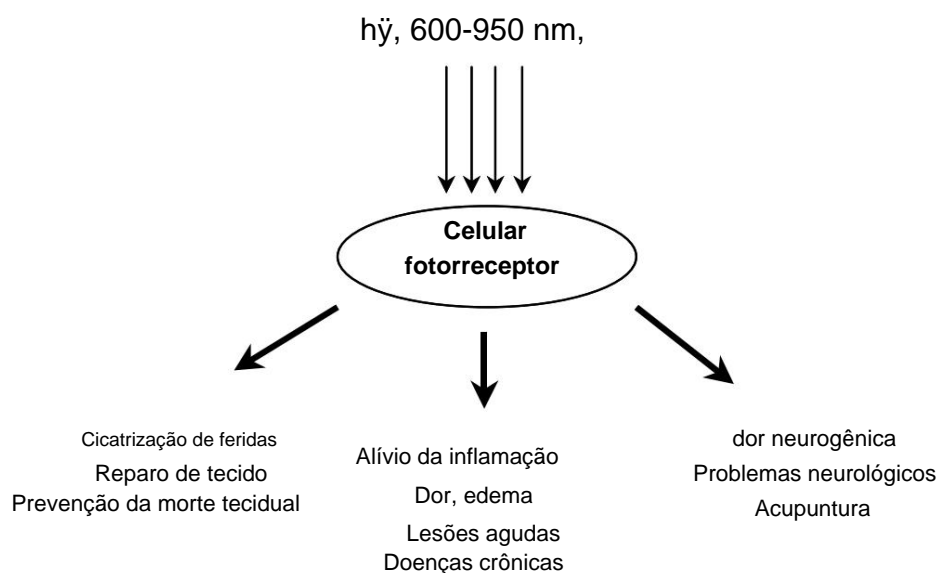 hÿ, 600-950 nm,
Celular
fotorreceptor
Cicatrização de feridas
Reparo de tecido
Prevenção da morte tecidual
Alívio da inflamação
Dor, edema
Lesões agudas
Doenças crônicas
dor neurogênica
Problemas neurológicos
Acupuntura